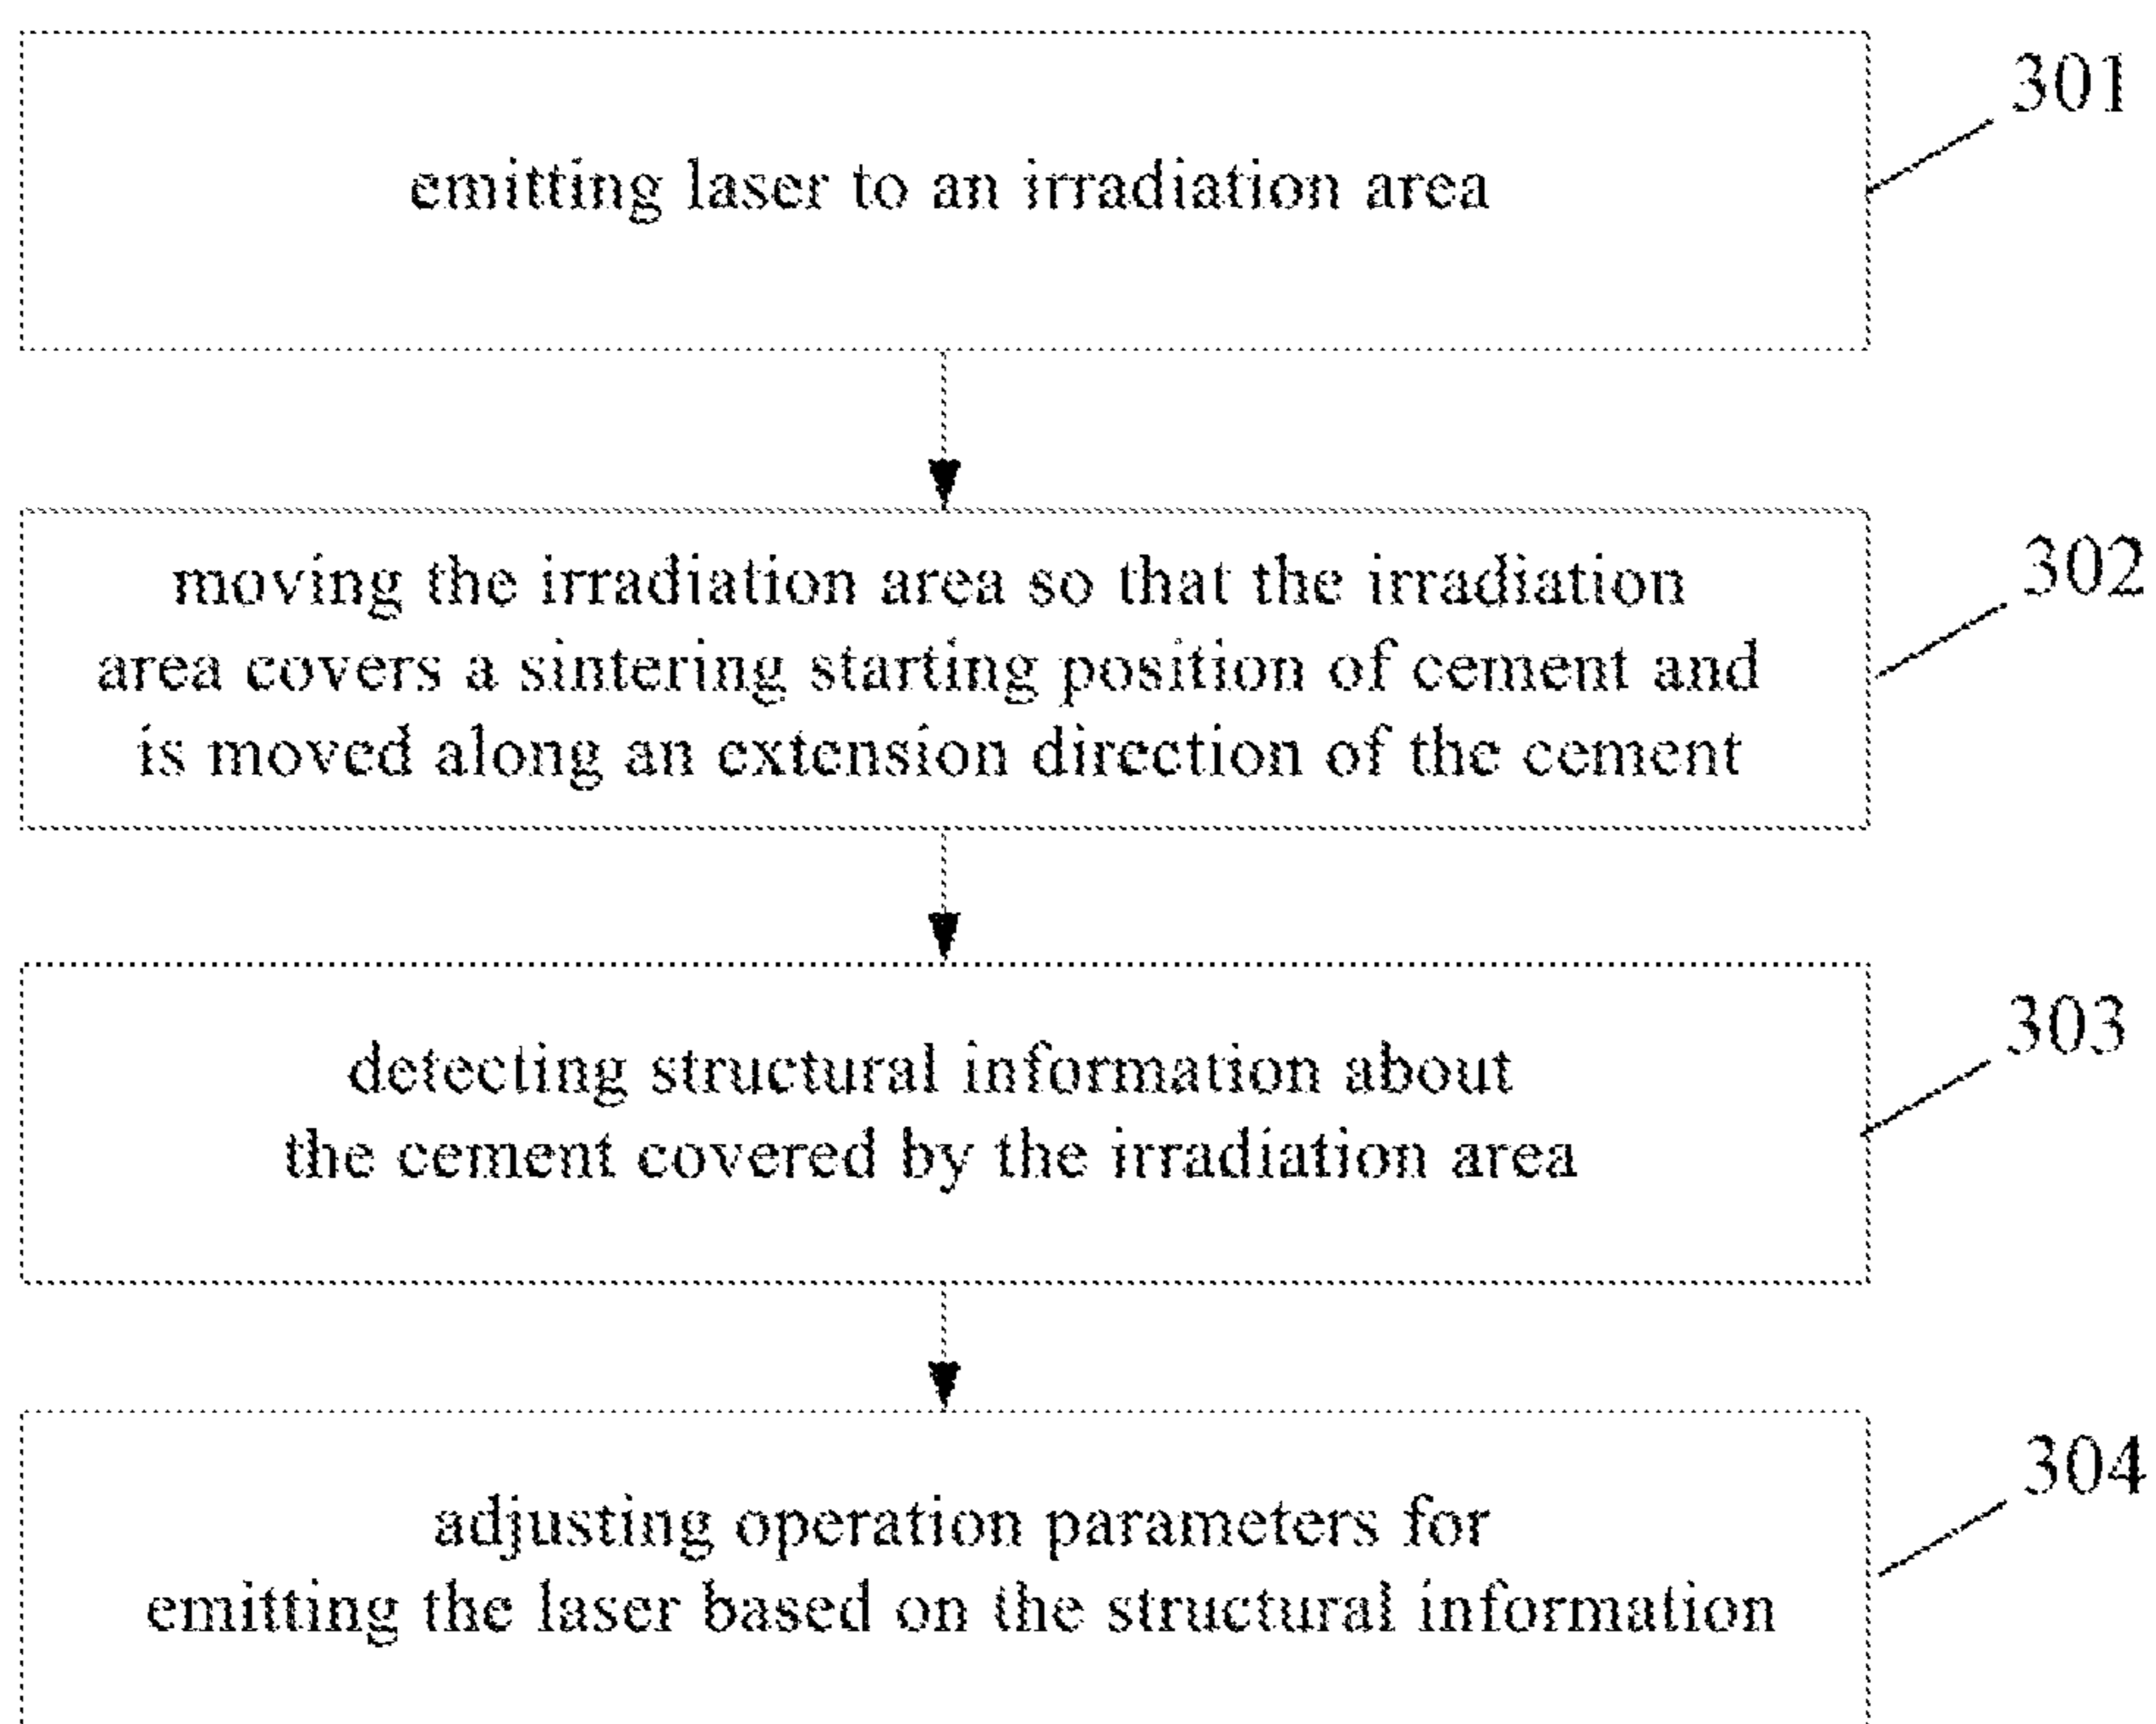 301
emitting laser to an irradiation area
302
moving the irradiation area so that the irradiation
area covers a sintering starting position of cement and
is moved along an extension direction of the cement
303
detecting structural information about
the cement covered by the irradiation area
304
adjusting operation parameters for
emitting the laser based on the structural information